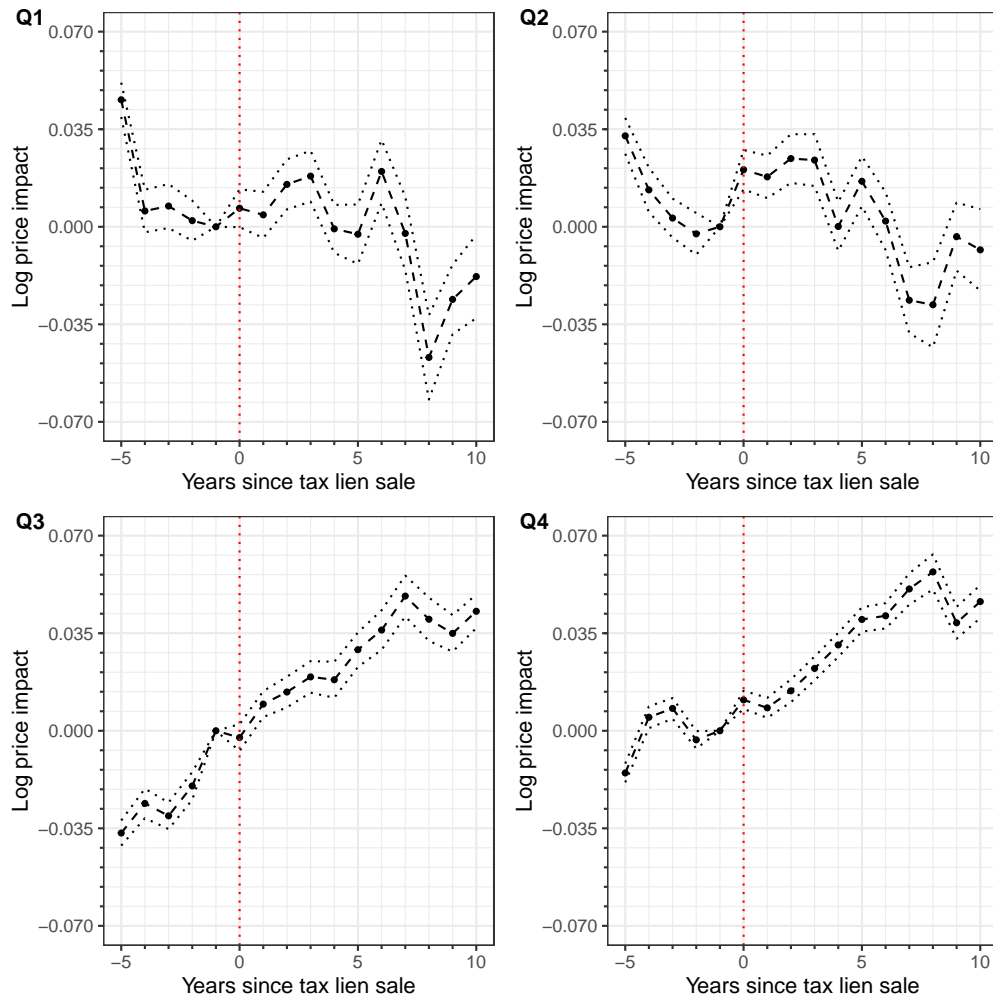 Q1
0.070
0.035
0.000
−0.035
−0.070
Log price impact
−5 0 5 10
Years since tax lien sale
Q2
0.070
0.035
0.000
−0.035
−0.070
Log price impact
−5 0 5 10
Years since tax lien sale
Q3
0.070
0.035
0.000
−0.035
−0.070
Log price impact
−5 0 5 10
Years since tax lien sale
Q4
0.070
0.035
0.000
−0.035
−0.070
Log price impact
−5 0 5 10
Years since tax lien sale